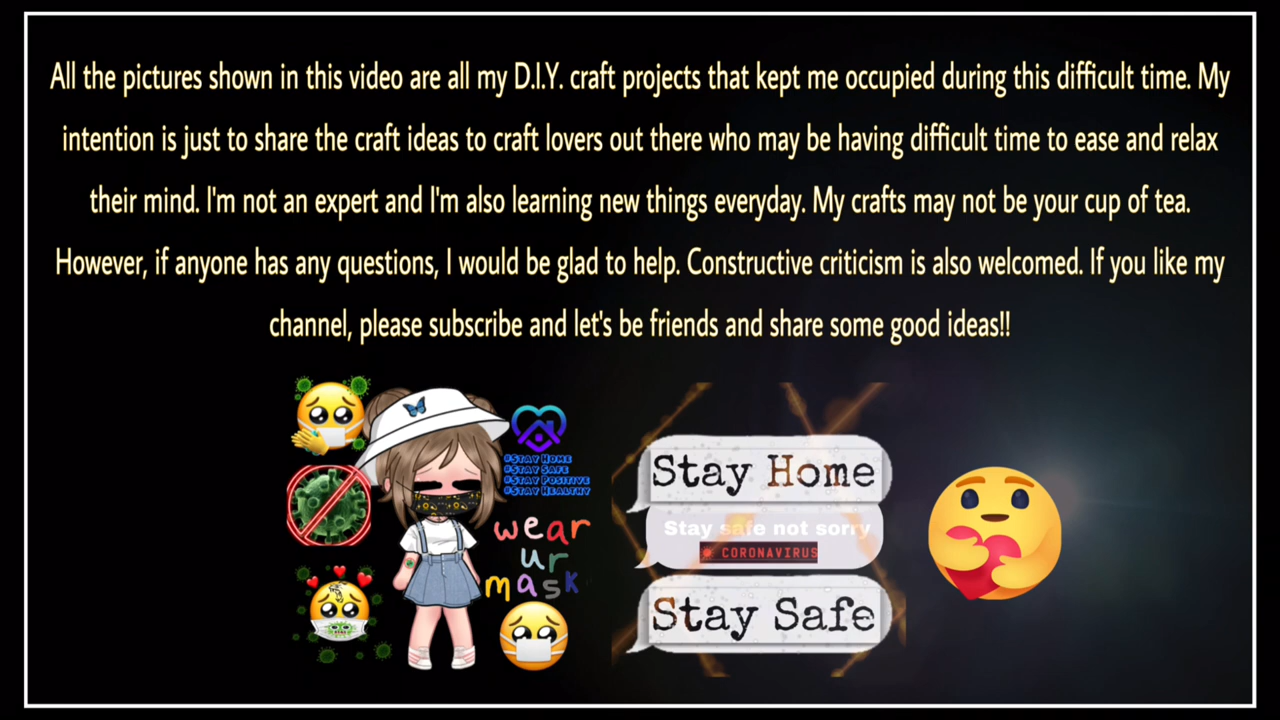 All the pictures shown in this video are all my D.I.Y. craft projects that kept me occupied during this difficult time. My
intention is just to share the craft ideas to craft lovers out there who may be having difficult time to ease and relax
their mind. I'm not an expert and I'm also learning new things everyday. My crafts may not be your cup of tea.
However, if anyone has any questions, I would be glad to help. Constructive criticism is also welcomed. If you like my
channel, please subscribe and let's be friends and share some good ideas!!
#Stay Home
#Stay Safe
#Stay Positive
#Stay Healthy
wear
ur
mask
Stay Home
Stay safe not sorry
CORONAVIRUS
Stay Safe